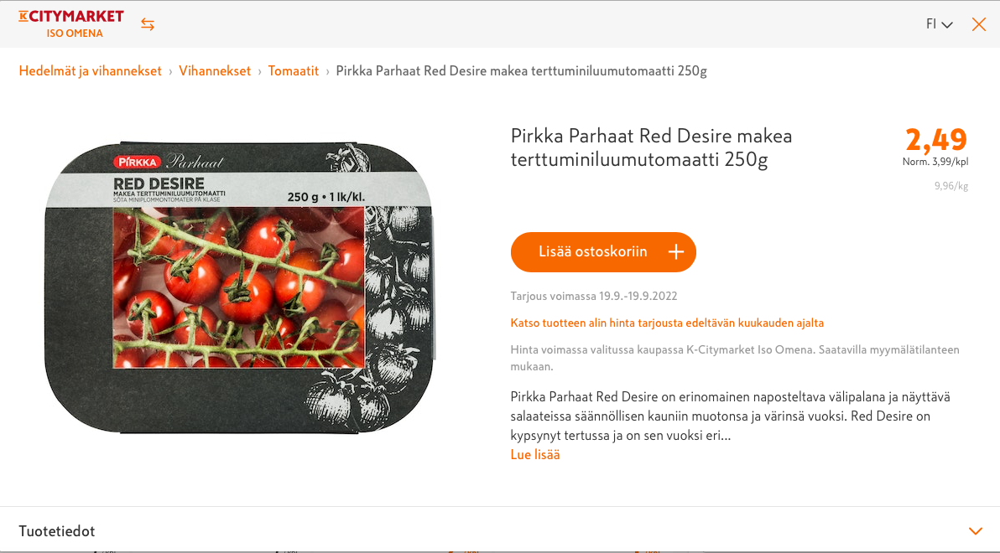 K CITYMARKET
ISO OMENA
FI
Hedelmät ja vihannekset › Vihannekset › Tomaatit › Pirkka Parhaat Red Desire makea terttuminiluumutomaatti 250g
PIRKKA Parhaat
RED DESIRE
MAKEA TERTTUMINILUUMUTOMAATTI
SÖTA MINIPLOMMONTOMATER PÅ KLASE
250 g • 1 lk/kl.
Pirkka Parhaat Red Desire makea
terttuminiluumutomaatti 250g
2,49
Norm. 3,99/kpl
9,96/kg
Lisää ostoskoriin
Tarjous voimassa 19.9.-19.9.2022
Katso tuotteen alin hinta tarjousta edeltävän kuukauden ajalta
Hinta voimassa valitussa kaupassa K-Citymarket Iso Omena. Saatavilla myymälätilanteen
mukaan.
Pirkka Parhaat Red Desire on erinomainen naposteltava välipalana ja näyttävä
salaateissa säännöllisen kauniin muotonsa ja värinsä vuoksi. Red Desire on
kypsynyt tertussa ja on sen vuoksi eri...
Lue lisää
Tuotetiedot